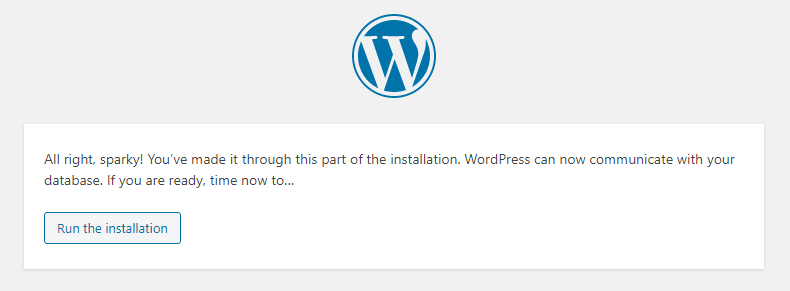 All right, sparky! You’ve made it through this part of the installation. WordPress can now communicate with your
database. If you are ready, time now to…
Run the installation